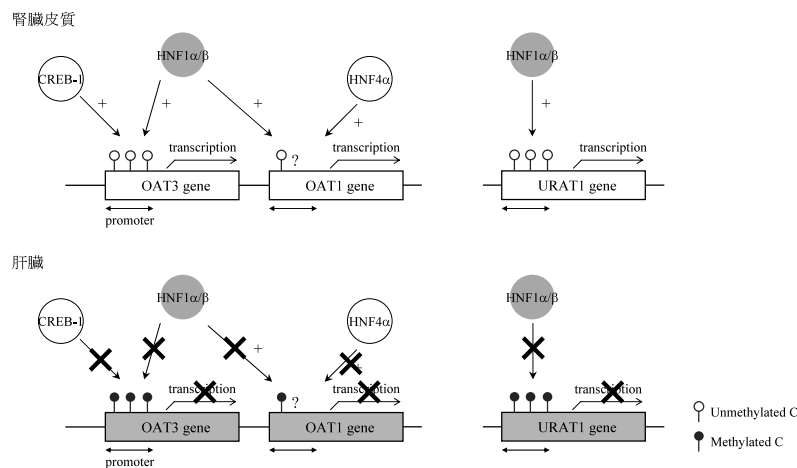 腎臓皮質
HNF1α/β
HNF1α/β
CREB-1
HNF4α
+
+
+
+
+
transcription
transcription
transcription
?
OAT3 gene
OAT1 gene
URAT1 gene
promoter
肝臓
HNF1α/β
HNF1α/β
CREB-1
HNF4α
+
+
transcription
transcription
transcription
?
OAT3 gene
OAT1 gene
URAT1 gene
Unmethylated C
Methylated C
promoter